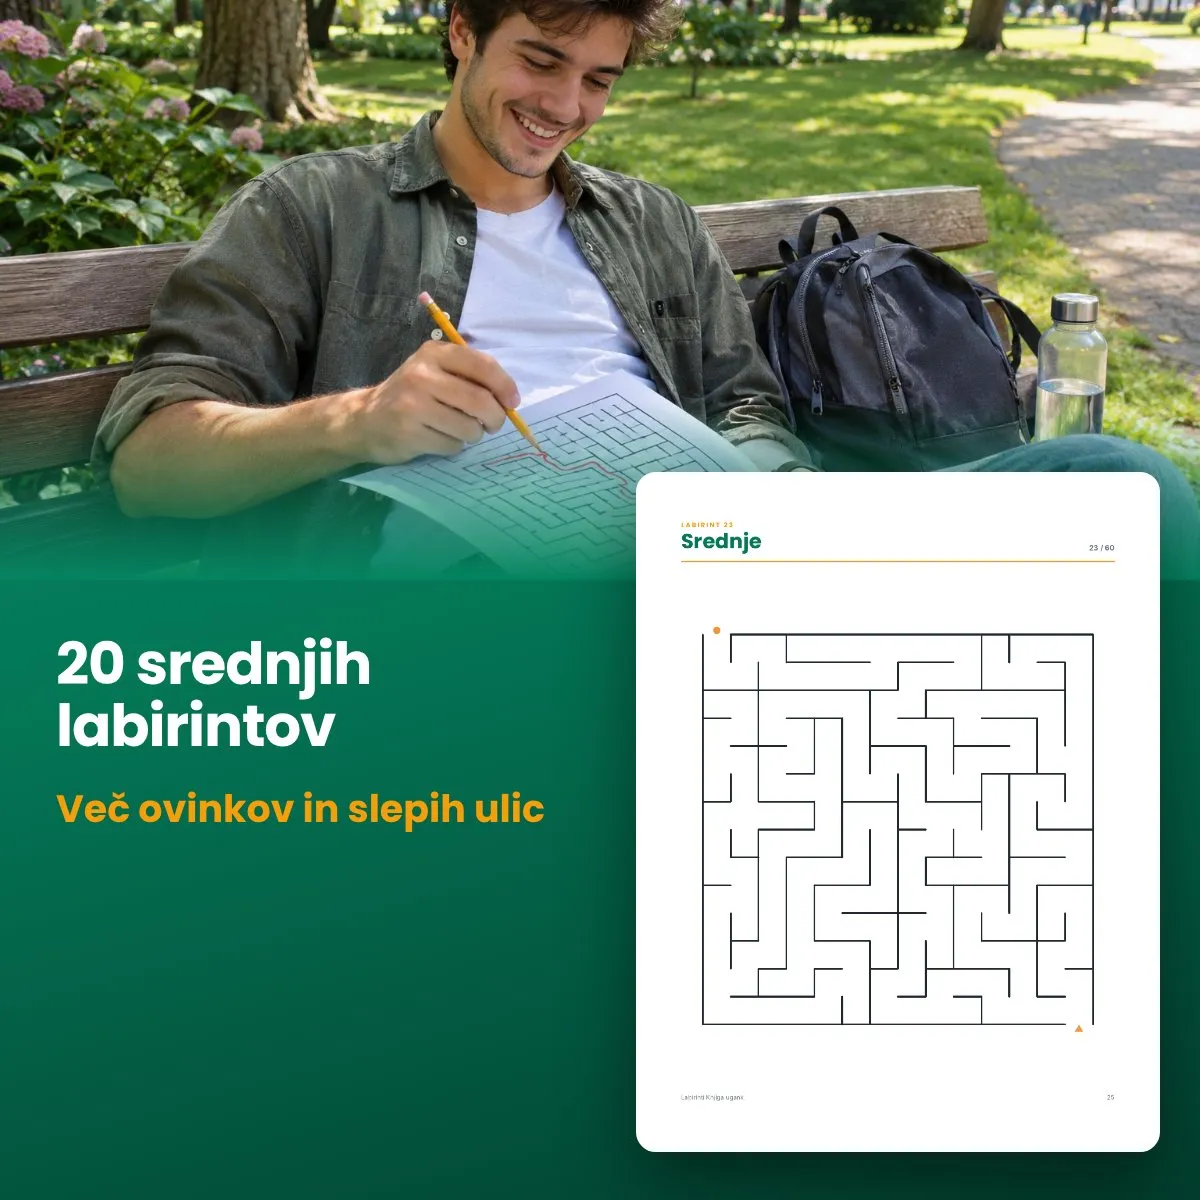 20 srednjih
labirintov
Več ovinkov in slepih ulic
LABIRINT 23
Srednje
23 / 60
Labirinti Knjiga ugank
25